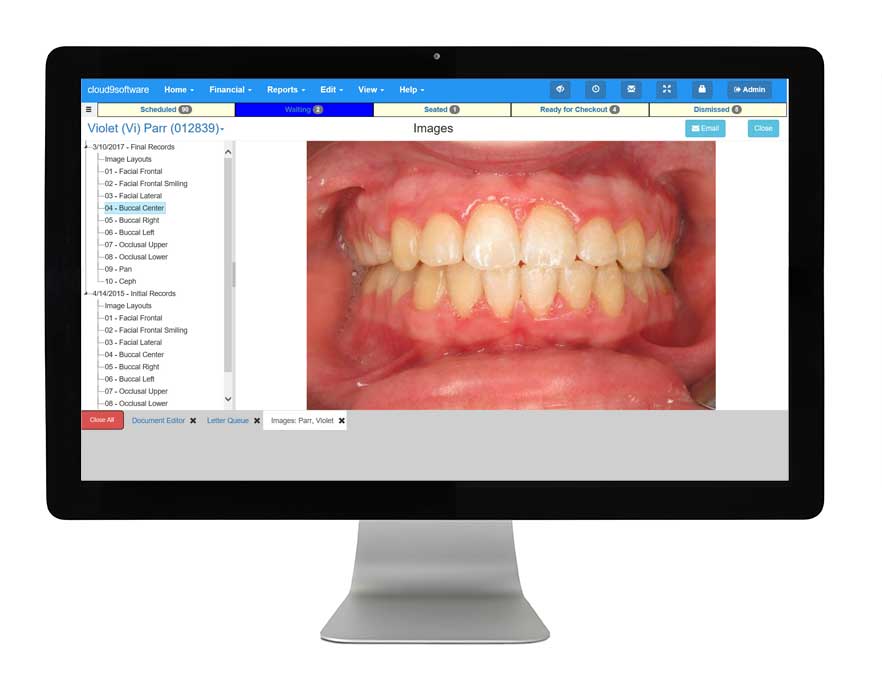 cloud9software Home Financial Reports Edit View Help Admin
Scheduled 99 Waiting 2 Seated 1 Ready for Checkout 4 Dismissed 5
Violet (Vi) Parr (012839) Images Email Close
3/10/2017 - Final Records
Image Layouts
01 - Facial Frontal
02 - Facial Frontal Smiling
03 - Facial Lateral
04 - Buccal Center
05 - Buccal Right
06 - Buccal Left
07 - Occlusal Upper
08 - Occlusal Lower
09 - Pan
10 - Ceph
4/14/2015 - Initial Records
Image Layouts
01 - Facial Frontal
02 - Facial Frontal Smiling
03 - Facial Lateral
04 - Buccal Center
05 - Buccal Right
06 - Buccal Left
07 - Occlusal Upper
08 - Occlusal Lower
Close All Document Editor Letter Queue Images: Parr, Violet